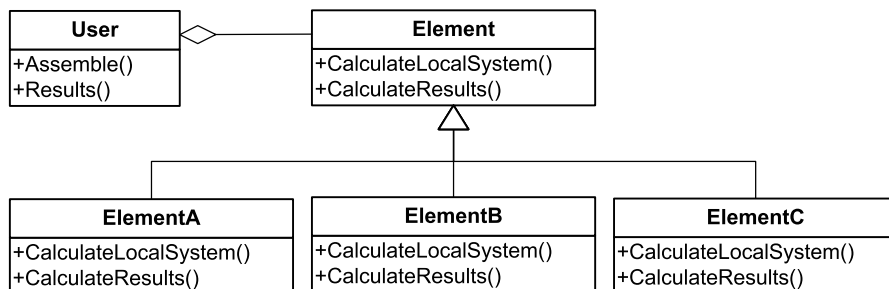 User
+Assemble()
+Results()
Element
+CalculateLocalSystem()
+CalculateResults()
ElementA
+CalculateLocalSystem()
+CalculateResults()
ElementB
+CalculateLocalSystem()
+CalculateResults()
ElementC
+CalculateLocalSystem()
+CalculateResults()